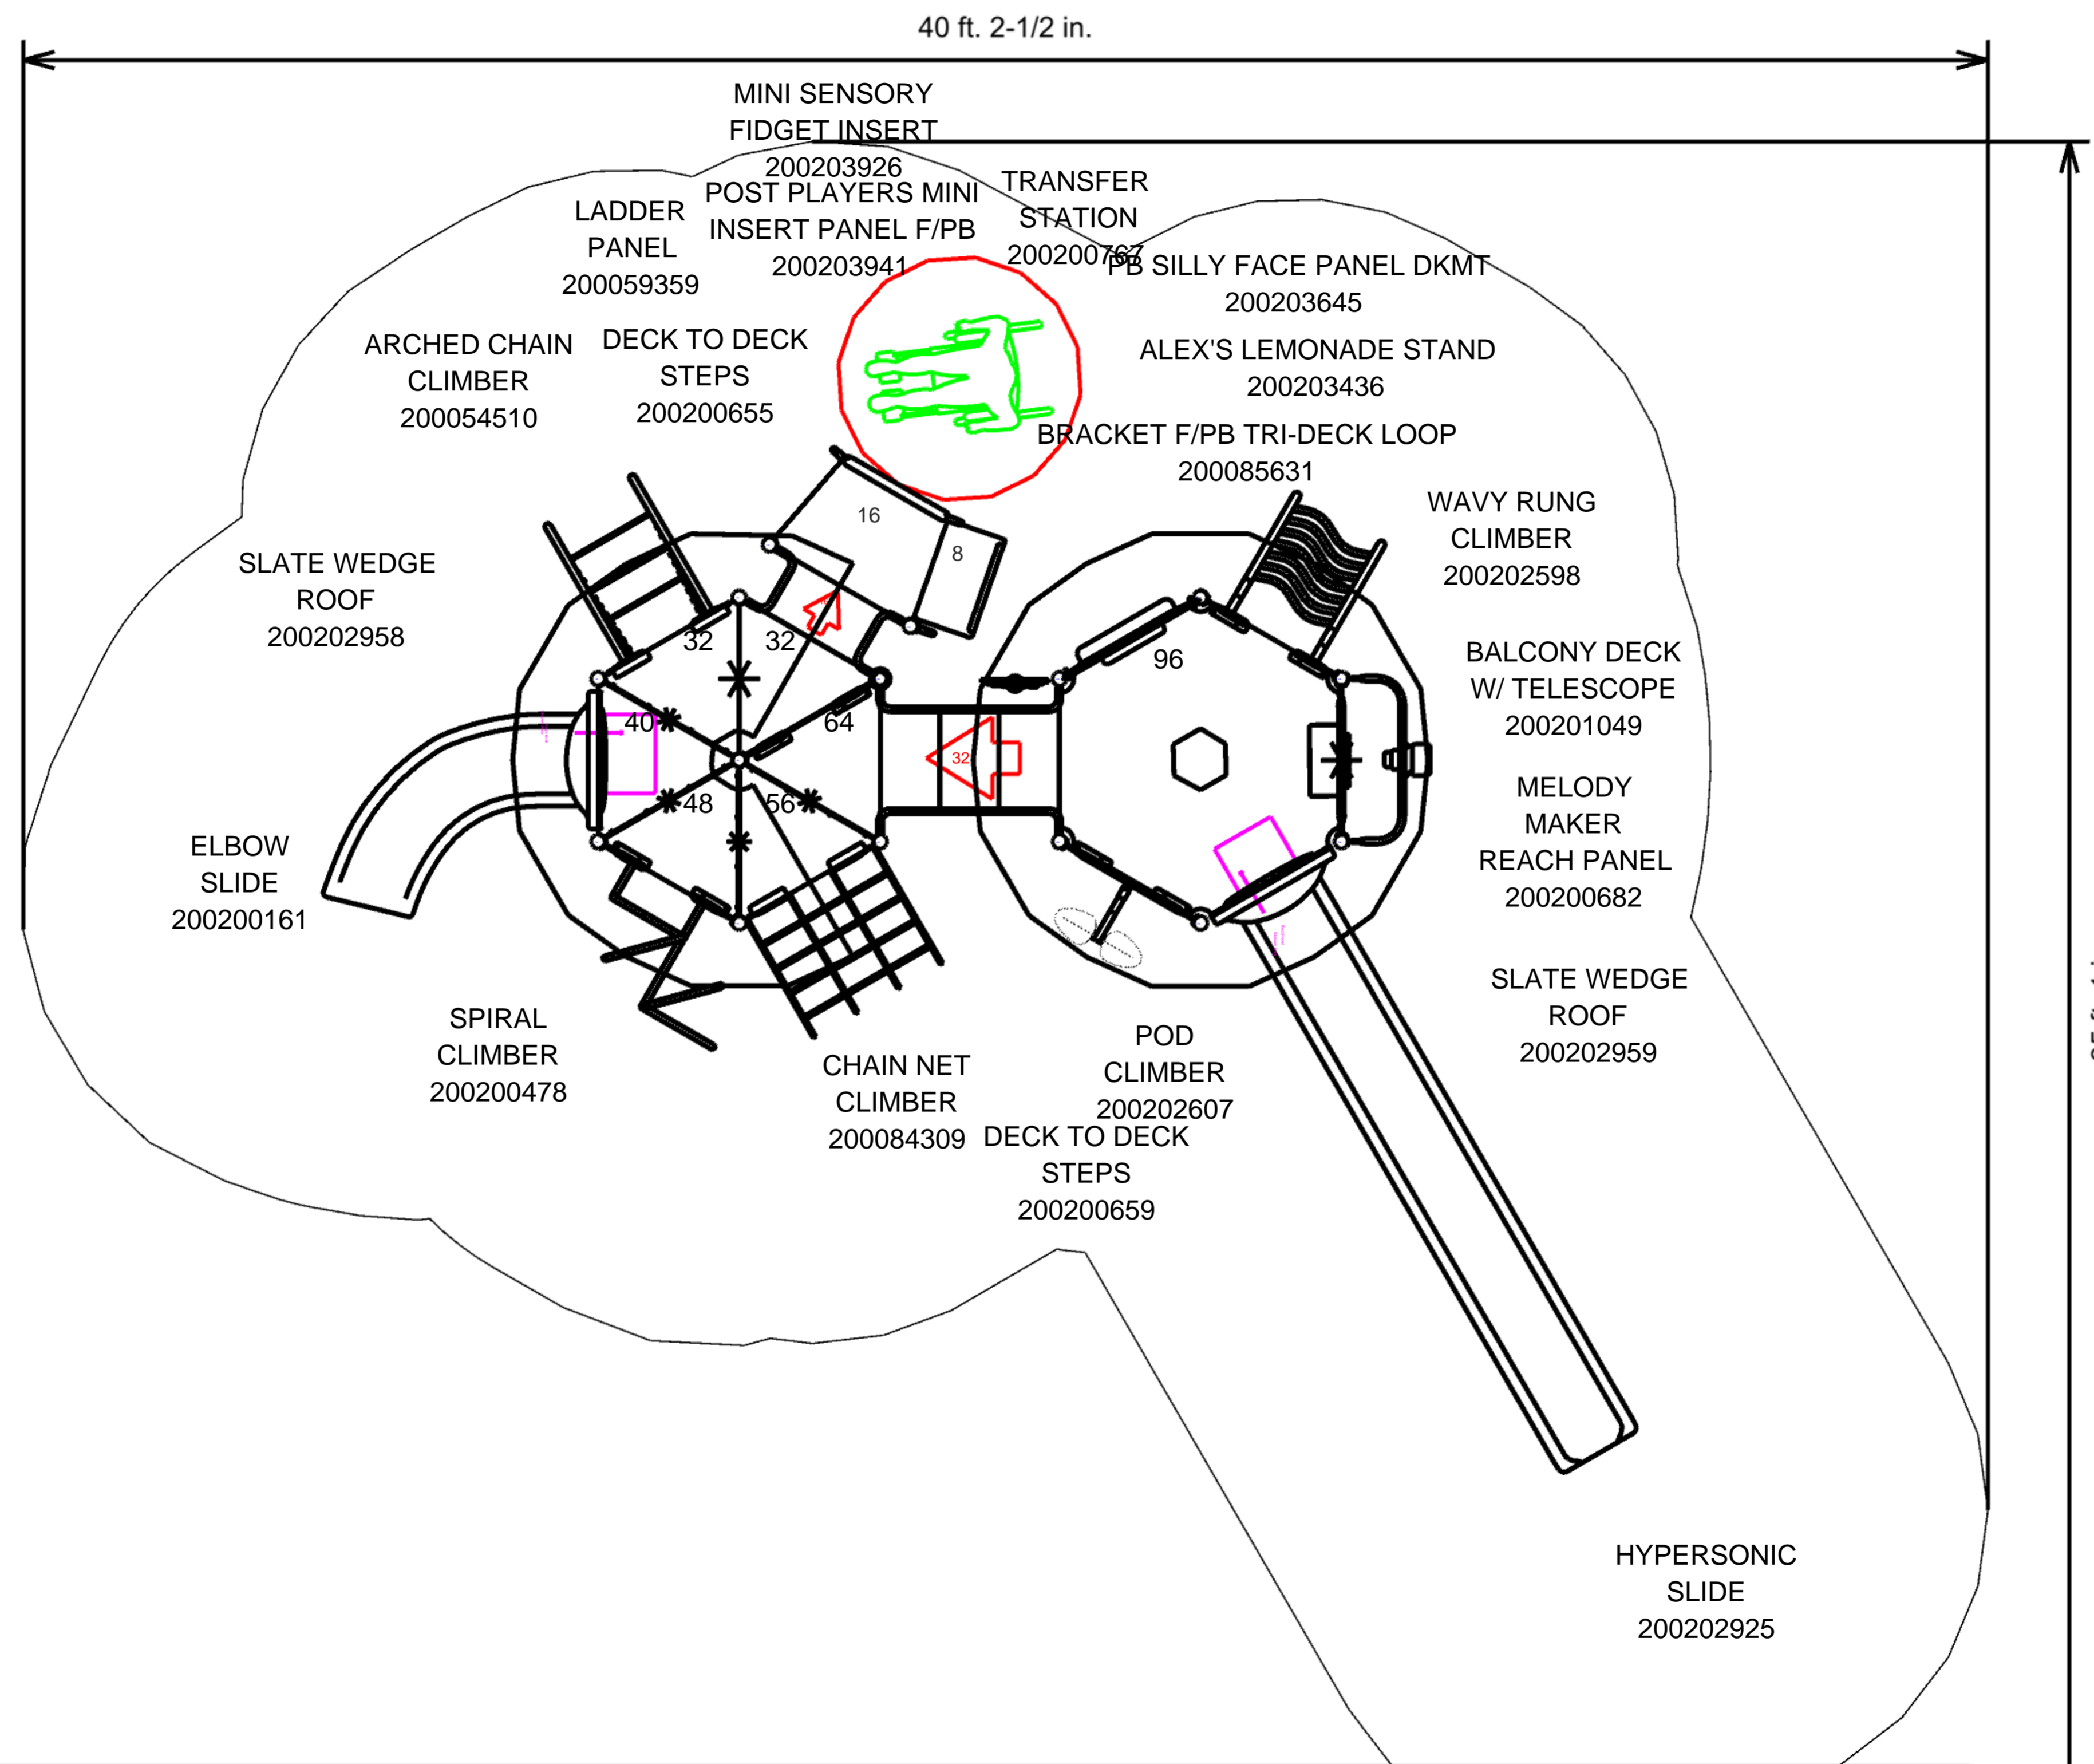 40 ft. 2-1/2 in.
MINI SENSORY
FIDGET INSERT
200203926
POST PLAYERS MINI
INSERT PANEL F/PB
200203941
TRANSFER
STATION
200200767
LADDER
PANEL
200059359
PB SILLY FACE PANEL DKMT
200203645
ARCHED CHAIN
CLIMBER
200054510
DECK TO DECK
STEPS
200200655
ALEX'S LEMONADE STAND
200203436
BRACKET F/PB TRI-DECK LOOP
200085631
WAVY RUNG
CLIMBER
200202598
16
8
SLATE WEDGE
ROOF
200202958
32
32
96
BALCONY DECK
W/ TELESCOPE
200201049
40
64
32
48
56
MELODY
MAKER
REACH PANEL
200200682
ELBOW
SLIDE
200200161
SLATE WEDGE
ROOF
200202959
SPIRAL
CLIMBER
200200478
CHAIN NET
CLIMBER
200084309
POD
CLIMBER
200202607
DECK TO DECK
STEPS
200200659
HYPERSONIC
SLIDE
200202925